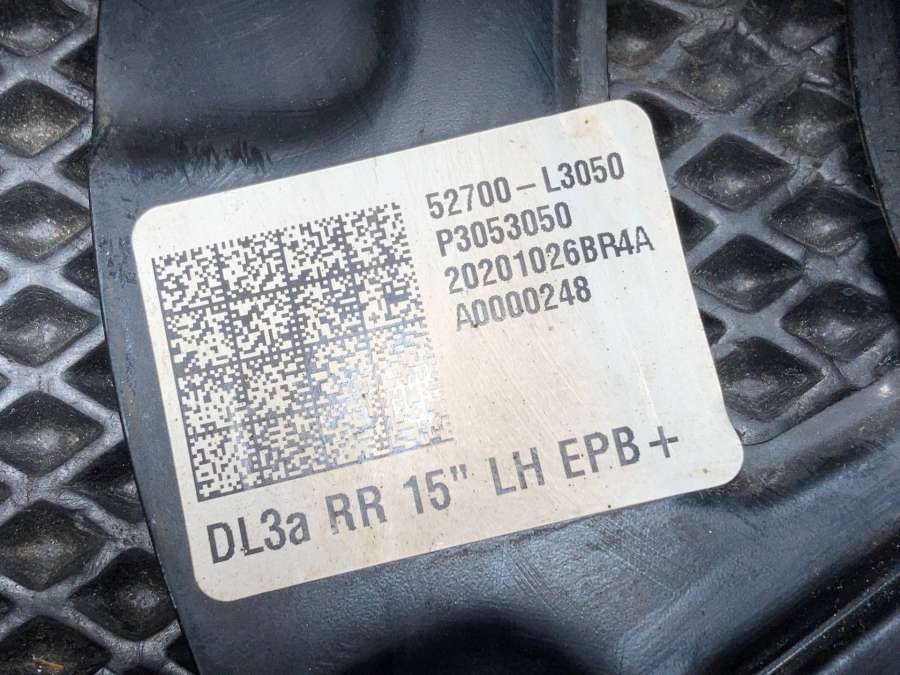 52700-L3050
P3053050
20201026BR4A
A0000248
DL3a RR 15" LH EPB+